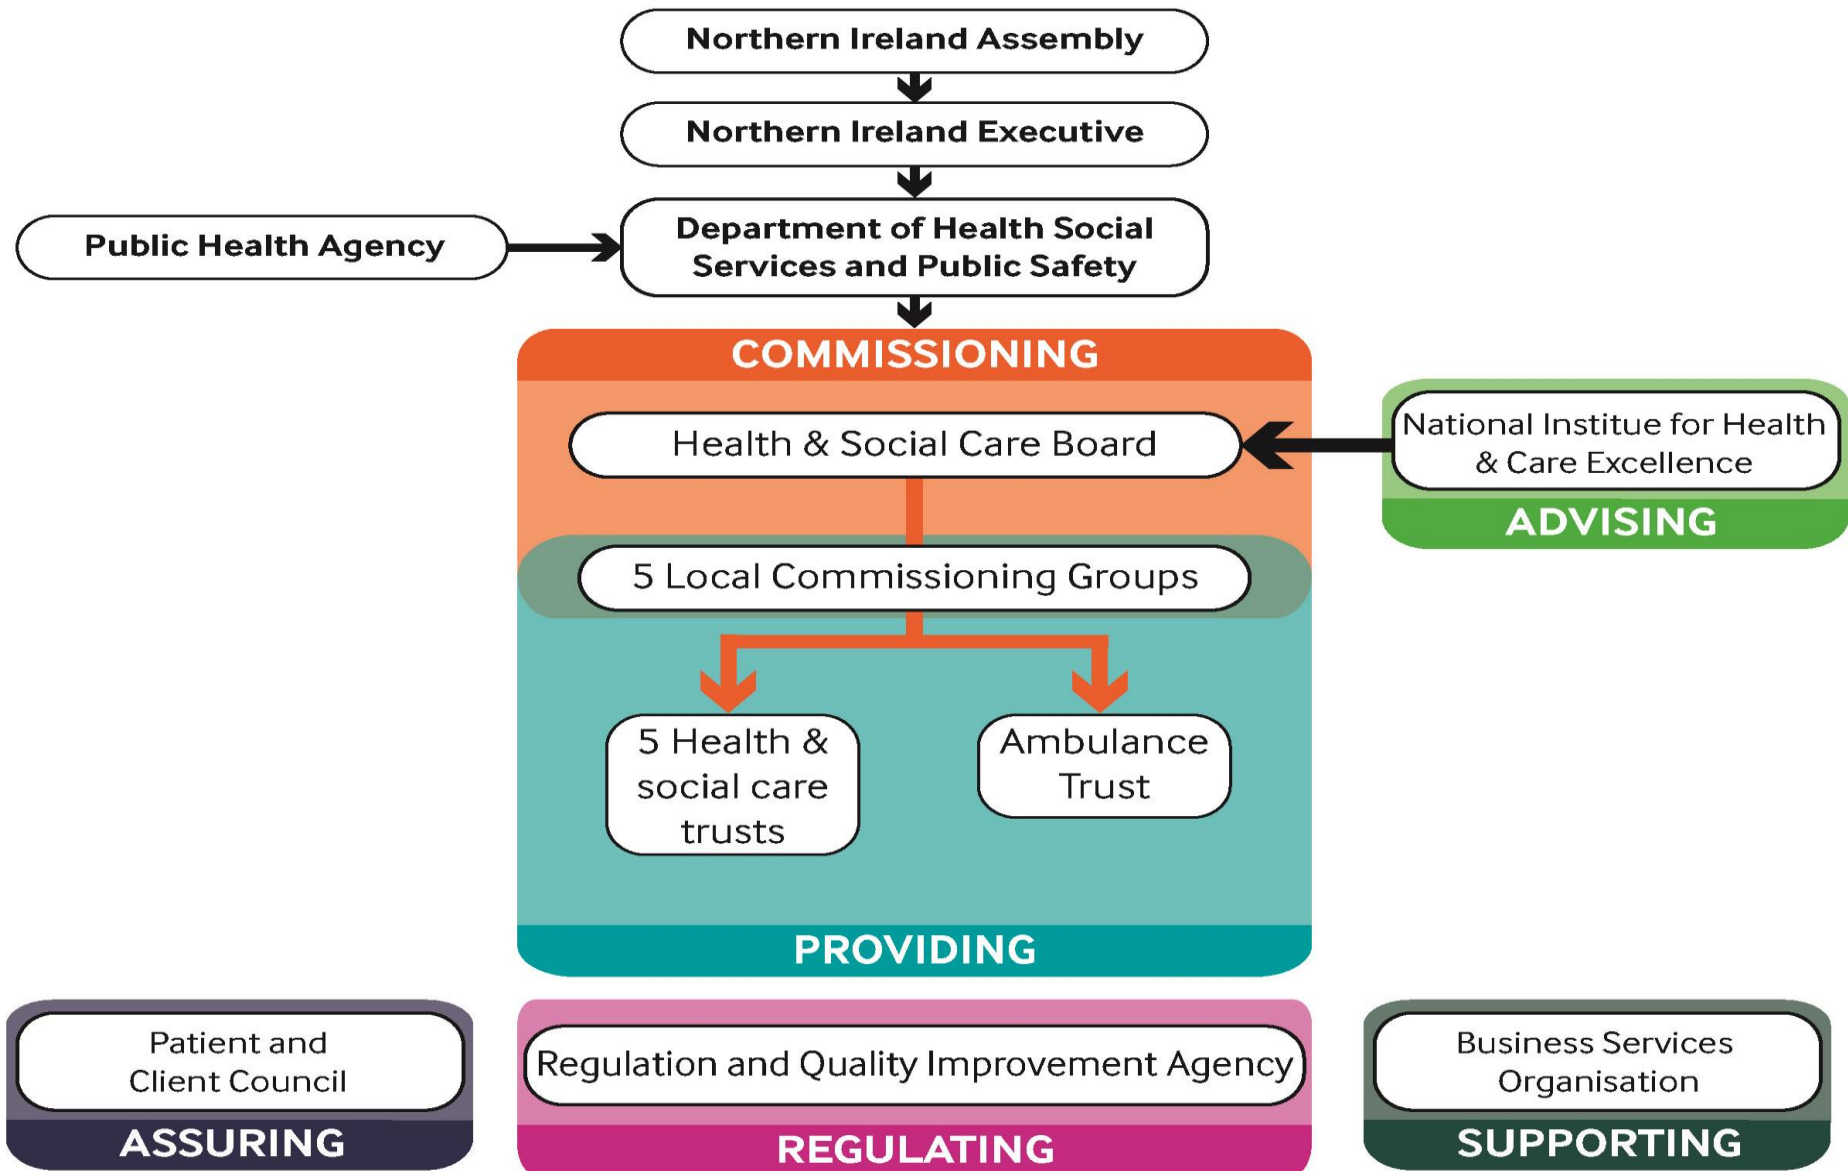 Northern Ireland Assembly
Northern Ireland Executive
Public Health Agency
Department of Health Social
Services and Public Safety
COMMISSIONING
Health & Social Care Board
National Institue for Health
& Care Excellence
ADVISING
5 Local Commissioning Groups
5 Health &
social care
trusts
Ambulance
Trust
PROVIDING
Patient and
Client Council
ASSURING
Regulation and Quality Improvement Agency
REGULATING
Business Services
Organisation
SUPPORTING